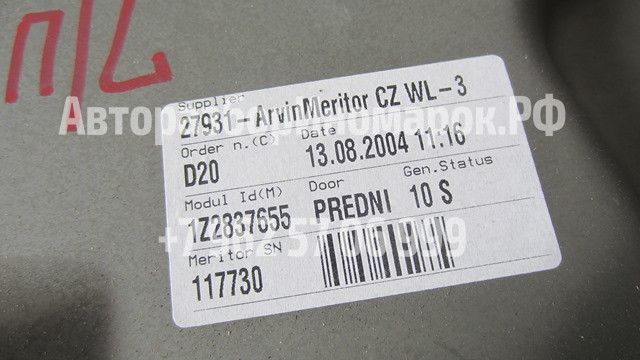 П/L
Supplier
27931-ArvinMeritor CZ WL-3
Order n.(C) Date
D20 13.08.2004 11:16
Modul Id(M) Door Gen.Status
1Z2837655 PREDNI 10 S
Meritor SN
117730